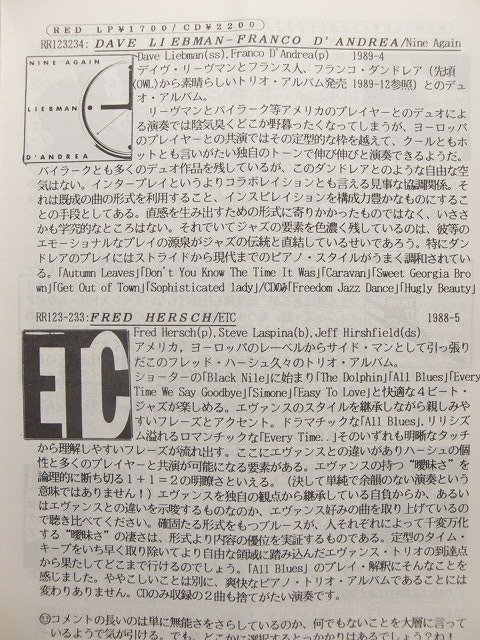 RED LP¥1700/CD¥2200
RR123234: DAVE LIEBMAN-FRANCO D'ANDREA/Nine Again
Dave Liebman(ss),Franco D'Andrea(p) 1989-4
NINE AGAIN
LIEBMAN
D'ANDREA
デイヴ・リーヴマンとフランス人、フランコ・ダンドレア (先頃
(OWL)から素晴らしいトリオ・アルバム発売 1989-12参照) とのデュ
オ・アルバム。
リーヴマンとバイラーク等アメリカのプレイヤーとのデュオによ
る演奏では陰気臭くどこか野暮ったくなってしまうが、ヨーロッパ
のプレイヤーとの共演ではその定型的な枠を越えて、クールともホ
ットとも言いがたい独自のトーンで伸び伸びと演奏できるようだ。
バイラークとも多くのデュオ作品を残しているが、このダンドレアとのような自由な空
気はない。インタープレイというよりコラボレイションとも言える見事な協調関係。そ
れは既成の曲の形式を利用すること、インスピレイションを構成力豊かなものにするこ
との手段としてある。直感を生み出すための形式に寄りかかったものではなく、いささ
かも学究的なところはない。それでいてジャズの要素を色濃く残しているのは、彼等の
エモーショナルなプレイの源泉がジャズの伝統と直結しているせいであろう。特にダン
ドレアのプレイにはストライドから現代までのピアノ・スタイルがうまく調和されてい
る。「Autumn Leaves」「Don't You Know The Time It Was」「Caravan」「Sweet Georgia Bro
wn」「Get Out of Town」「Sophisticated lady」/CDのみ「Freedom Jazz Dance」「Hugly Beauty」
RR123-233: FRED HERSCH/ETC 1988-5
Fred Hersch(p),Steve Laspina(b),Jeff Hirshfield(ds)
ETC
アメリカ，ヨーロッパのレーベルからサイド・マンとして引っ張り
だこのフレッド・ハーシュ久々のトリオ・アルバム。
ショーターの「Black Nile」に始まり「The Dolphin」「All Blues」「Every
Time We Say Goodbye」「Simone」「Easy To Love」と快適な４ビート・
ジャズが楽しめる。エヴァンスのスタイルを継承しながら親しみや
すいフレーズとアクセント。ドラマチックな「All Blues」，リリシズ
ム溢れるロマンチックな「Every Time..」そのいずれも明晰なタッチ
から理解しやすいフレーズが流れ出す。ここにエヴァンスとの違いがありハーシュの個
性と多くのプレイヤーと共演が可能になる要素がある。エヴァンスの持つ“曖昧さ”を
論理的に断ち切る１＋１＝２の明瞭さといえる。(決して単純で余韻のない演奏という
意味ではありません！) エヴァンスを独自の観点から継承している自負からか、あるい
はエヴァンスとの違いを示唆するものなのか、エヴァンス好みの曲を取り上げているの
で聴き比べてください。確固たる形式をもつブルースが、人それぞれによって千変万化
する“曖昧さ”の凄さは、形式より内容の優位を実証するものである。定型のタイム・
キープをいち早く取り除いてより自由な領域に踏み込んだエヴァンス・トリオの到達点
から果たしてどこまで行けるのでしょう。「All Blues」のプレイ・解釈にそんなことを
感じました。ややこしいことは別に、爽快なピアノ・トリオ・アルバムであることには
変わりありません。CDのみ収録の２曲も捨てがたい演奏です。
コメントの長いのは単に無能さをさらしているのか、何でもないことを大層に言って
いるようで気が引ける。でも、どこかに選択するとっかかりはあるでしょうね？